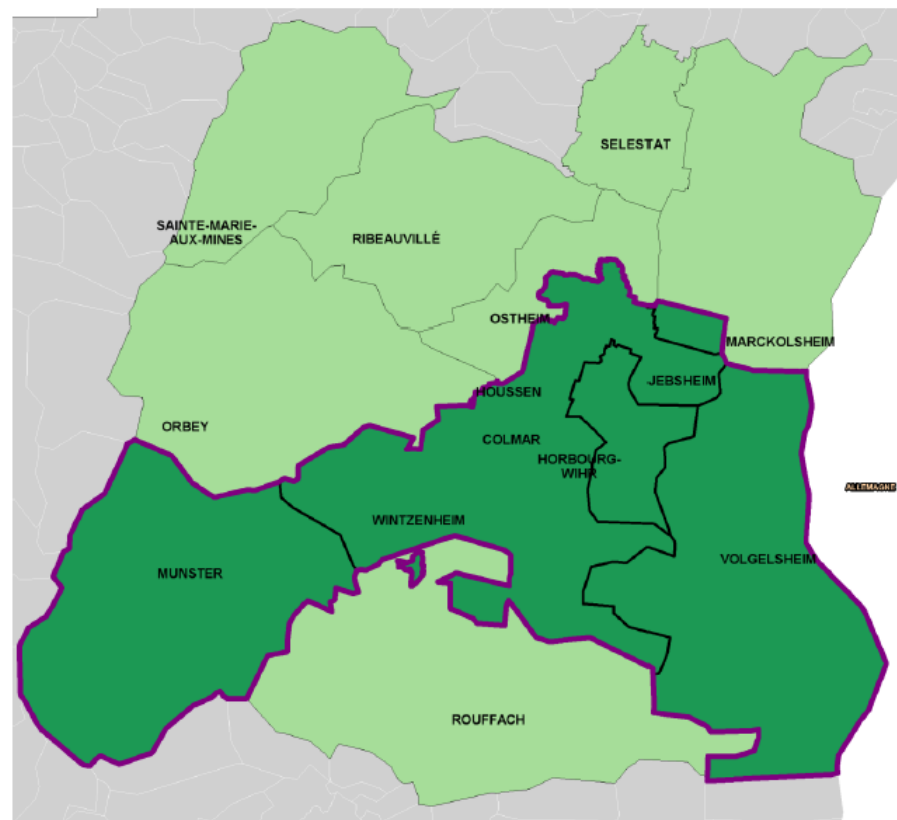 SELESTAT
SAINTE-MARIE-
AUX-MINES
RIBEAUVILLÉ
OSTHEIM
MARCKOLSHEIM
JEBSHEIM
HOUSSEN
ORBEY
COLMAR
HORBOURG-
WIHR
ALLEMAGNE
WINTZENHEIM
VOLGELSHEIM
MUNSTER
ROUFFACH